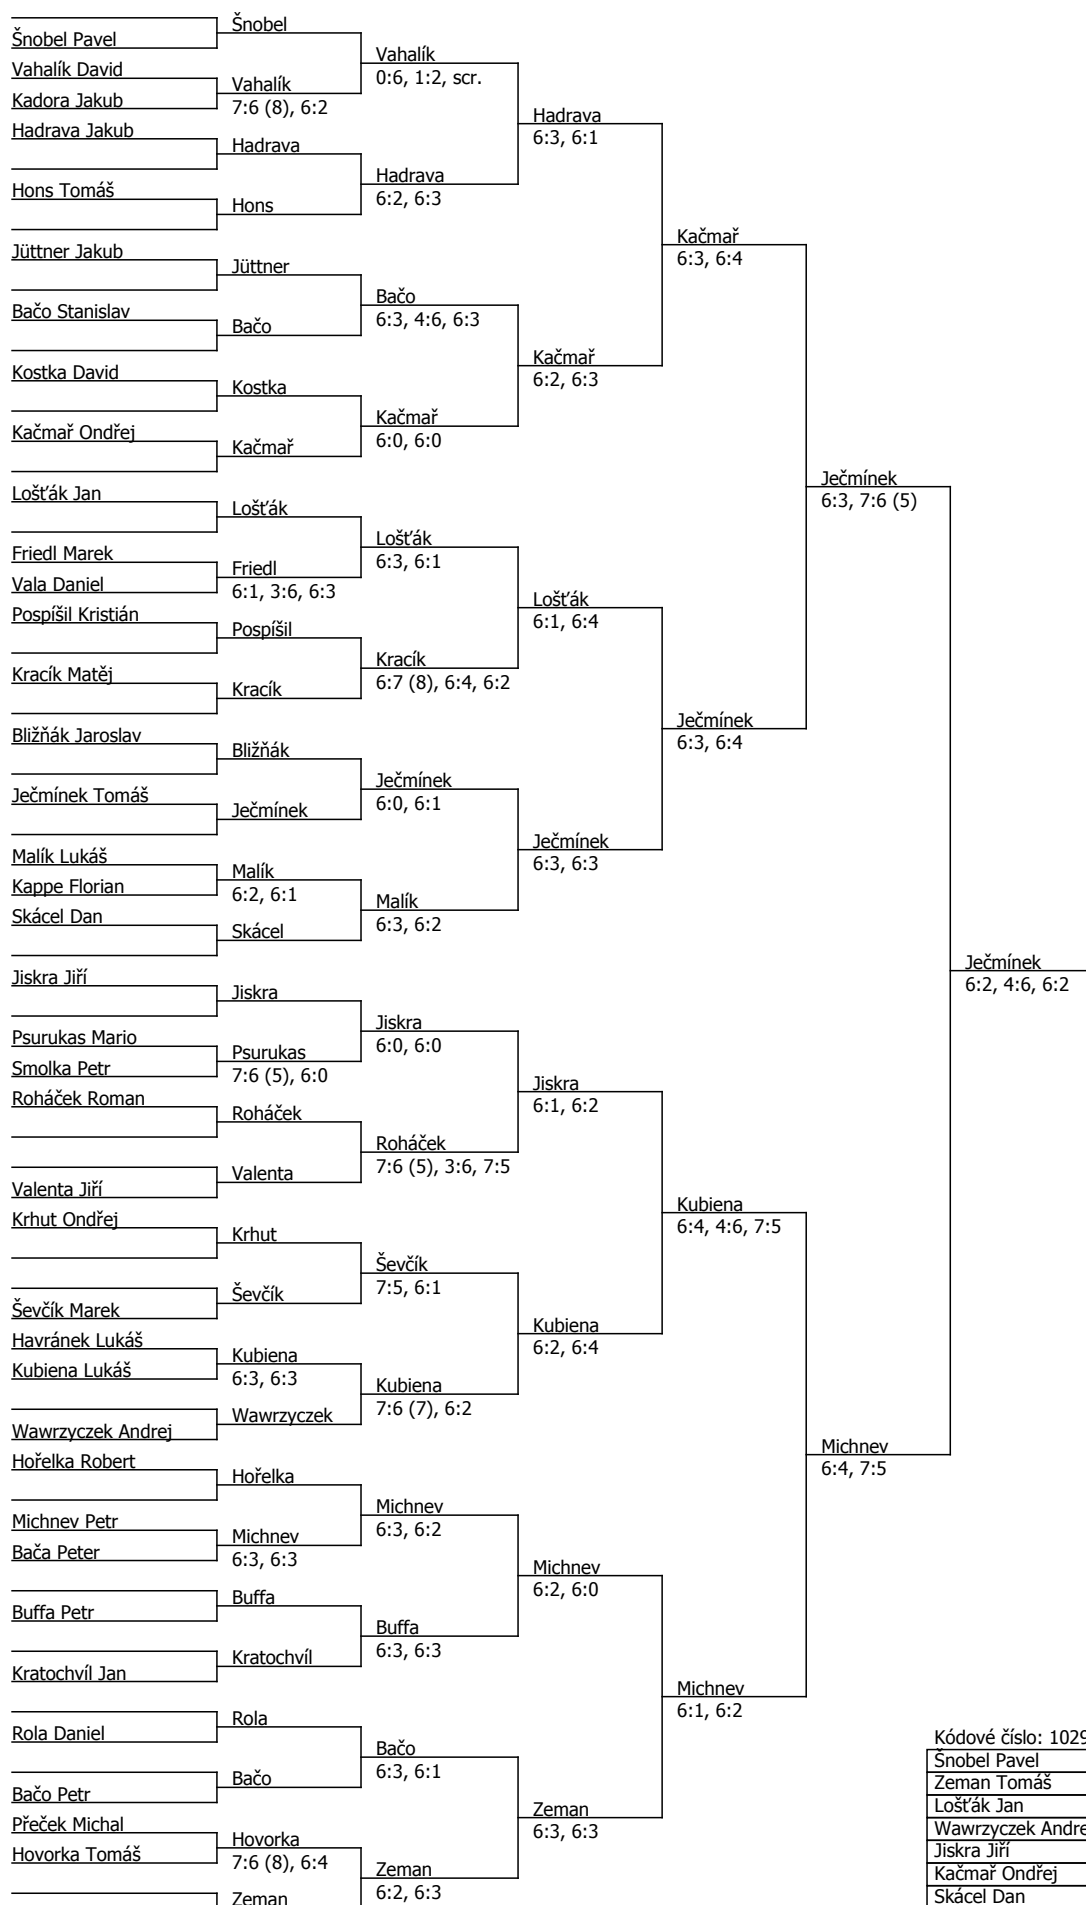 Šnobel Pavel
Vahalík David
Kadora Jakub
Hadrava Jakub
Hons Tomáš
Jüttner Jakub
Bačo Stanislav
Kostka David
Kačmař Ondřej
Lošťák Jan
Friedl Marek
Vala Daniel
Pospíšil Kristián
Kracík Matěj
Bližňák Jaroslav
Ječmínek Tomáš
Malík Lukáš
Kappe Florian
Skácel Dan
Jiskra Jiří
Psurukas Mario
Smolka Petr
Roháček Roman
Valenta Jiří
Krhut Ondřej
Ševčík Marek
Havránek Lukáš
Kubiena Lukáš
Wawrzyczek Andrej
Hořelka Robert
Michnev Petr
Bača Peter
Buffa Petr
Kratochvíl Jan
Rola Daniel
Bačo Petr
Přeček Michal
Hovorka Tomáš
Šnobel
Vahalík
7:6 (8), 6:2
Hadrava
Hons
Jüttner
Bačo
Kostka
Kačmař
Lošťák
Friedl
6:1, 3:6, 6:3
Pospíšil
Kracík
Bližňák
Ječmínek
Malík
6:2, 6:1
Skácel
Jiskra
Psurukas
7:6 (5), 6:0
Roháček
Valenta
Krhut
Ševčík
Kubiena
6:3, 6:3
Wawrzyczek
Hořelka
Michnev
6:3, 6:3
Buffa
Kratochvíl
Rola
Bačo
Hovorka
7:6 (8), 6:4
Zeman
Vahalík
0:6, 1:2, scr.
Hadrava
6:2, 6:3
Bačo
6:3, 4:6, 6:3
Kačmař
6:0, 6:0
Lošťák
6:3, 6:1
Kracík
6:7 (8), 6:4, 6:2
Ječmínek
6:0, 6:1
Malík
6:3, 6:2
Jiskra
6:0, 6:0
Roháček
7:6 (5), 3:6, 7:5
Ševčík
7:5, 6:1
Kubiena
7:6 (7), 6:2
Michnev
6:3, 6:2
Buffa
6:3, 6:3
Bačo
6:3, 6:1
Zeman
6:2, 6:3
Hadrava
6:3, 6:1
Kačmař
6:2, 6:3
Lošťák
6:1, 6:4
Ječmínek
6:3, 6:3
Jiskra
6:1, 6:2
Kubiena
6:2, 6:4
Michnev
6:2, 6:0
Zeman
6:3, 6:3
Kačmař
6:3, 6:4
Ječmínek
6:3, 6:4
Kubiena
6:4, 4:6, 7:5
Michnev
6:1, 6:2
Ječmínek
6:3, 7:6 (5)
Michnev
6:4, 7:5
Ječmínek
6:2, 4:6, 6:2
Kódové číslo: 1029
Šnobel Pavel
Zeman Tomáš
Lošťák Jan
Wawrzyczek Andre
Jiskra Jiří
Kačmař Ondřej
Skácel Dan